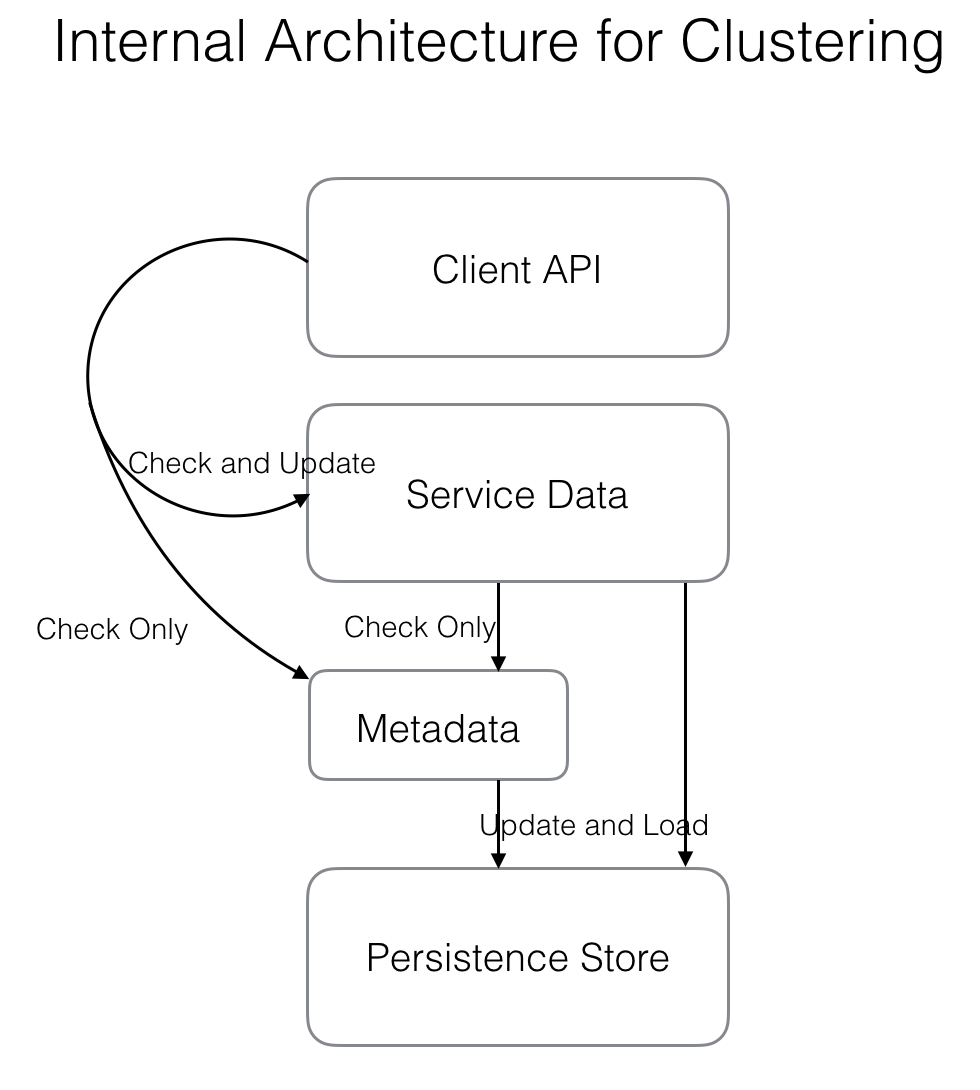 Internal Architecture for Clustering
Client API
Check and Update
Service Data
Check Only
Check Only
Metadata
Update and Load
Persistence Store